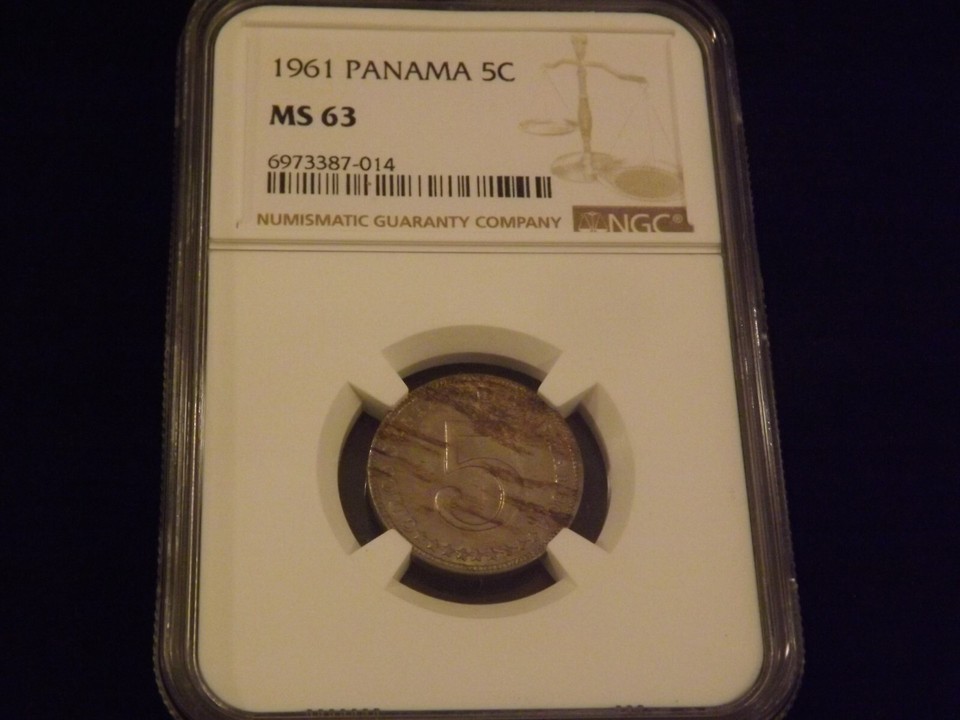 1961 PANAMA 5C
MS 63
6973387-014
NUMISMATIC GUARANTY COMPANY NGC®
5